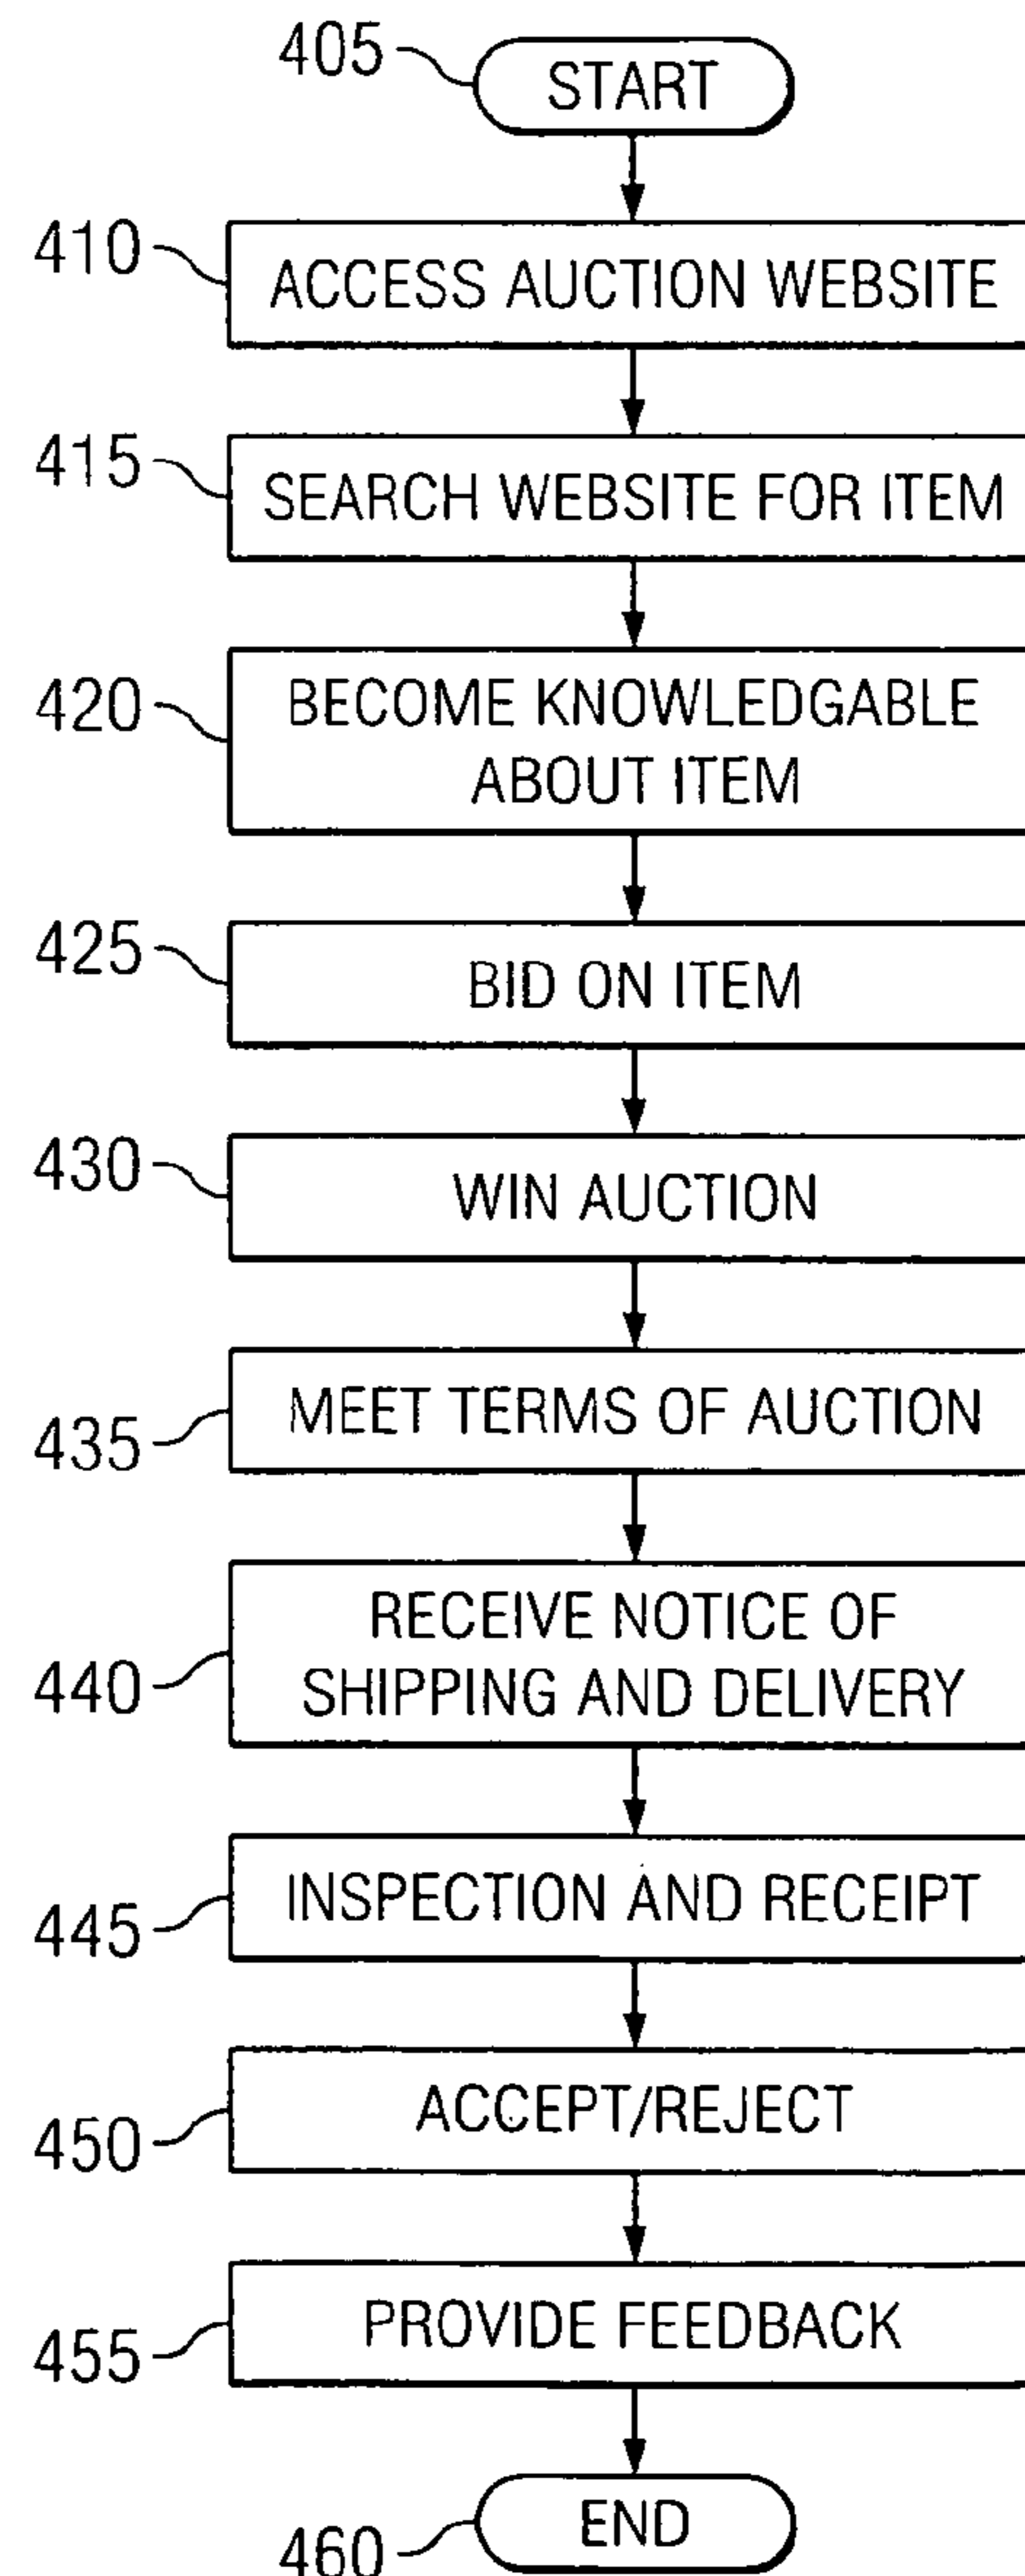 405
START
410
ACCESS AUCTION WEBSITE
415
SEARCH WEBSITE FOR ITEM
420
BECOME KNOWLEDGABLE
ABOUT ITEM
425
BID ON ITEM
430
WIN AUCTION
435
MEET TERMS OF AUCTION
440
RECEIVE NOTICE OF
SHIPPING AND DELIVERY
445
INSPECTION AND RECEIPT
450
ACCEPT/REJECT
455
PROVIDE FEEDBACK
460
END